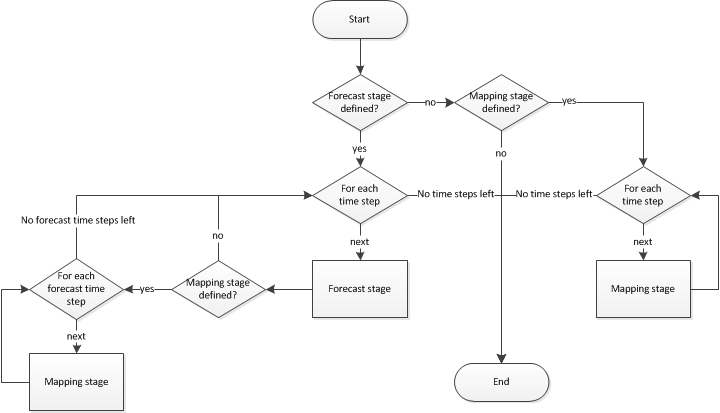 Start
Forecast stage
defined?
no
Mapping stage
defined?
yes
yes
no
For each
time step
No time steps left
No time steps left
For each
time step
No forecast time steps left
no
next
next
For each
forecast time
step
yes
Mapping stage
defined?
Forecast stage
Mapping stage
next
Mapping stage
End